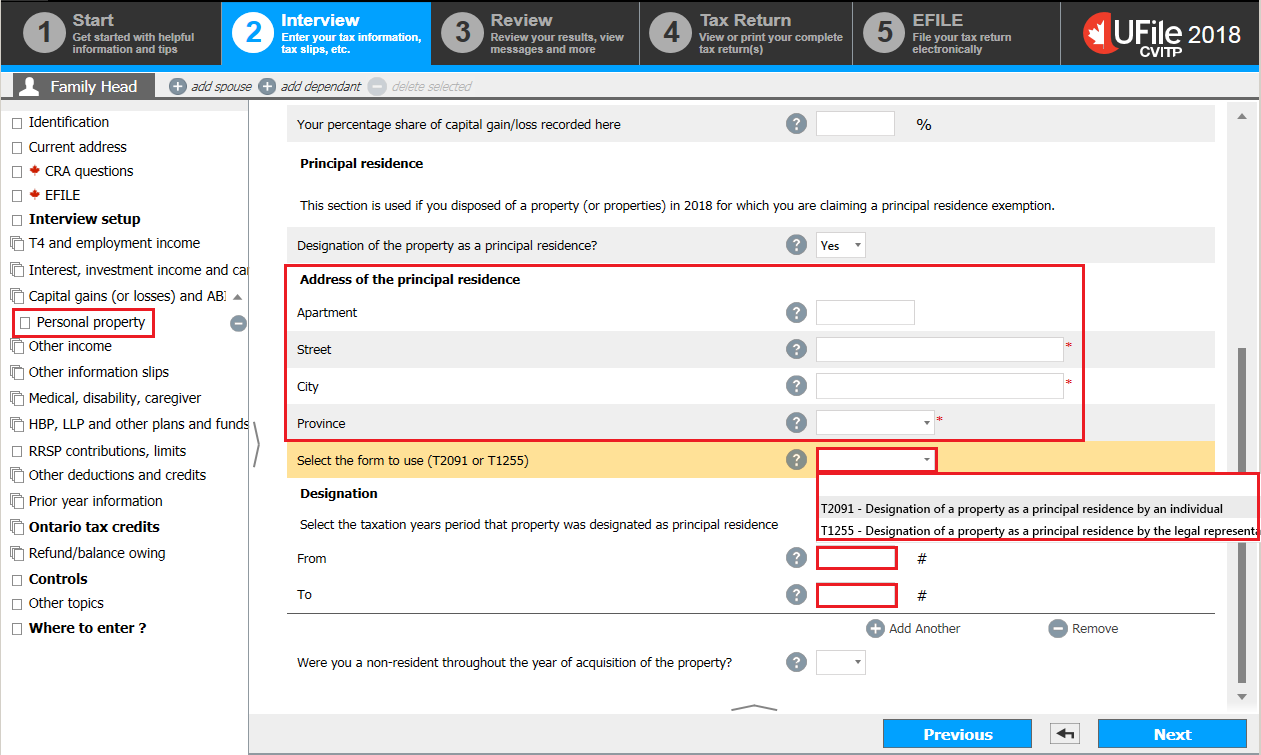 1
Start
Get started with helpful
information and tips
2
Interview
Enter your tax information,
tax slips, etc.
3
Review
Review your results, view
messages and more
4
Tax Return
View or print your complete
tax return(s)
5
EFILE
File your tax return
electronically
UFile 2018
CVITP
Family Head
add spouse
add dependant
delete selected
Identification
Current address
CRA questions
EFILE
Interview setup
T4 and employment income
Interest, investment income and ca
Capital gains (or losses) and ABI
Personal property
Other income
Other information slips
Medical, disability, caregiver
HBP, LLP and other plans and funds
RRSP contributions, limits
Other deductions and credits
Prior year information
Ontario tax credits
Refund/balance owing
Controls
Other topics
Where to enter ?
Your percentage share of capital gain/loss recorded here ? %
Principal residence
This section is used if you disposed of a property (or properties) in 2018 for which you are claiming a principal residence exemption.
Designation of the property as a principal residence? ? Yes
Address of the principal residence
Apartment ?
Street ? *
City ? *
Province ? *
Select the form to use (T2091 or T1255) ?
T2091 - Designation of a property as a principal residence by an individual
T1255 - Designation of a property as a principal residence by the legal representa
Designation
Select the taxation years period that property was designated as principal residence
From ? #
To ? #
Add Another Remove
Were you a non-resident throughout the year of acquisition of the property? ?
Previous Next